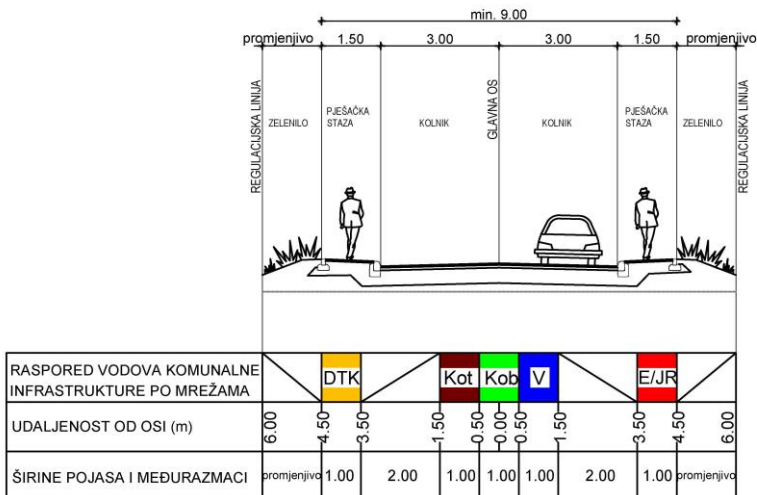 min. 9.00
promjenjivo 1.50 3.00 3.00 1.50 promjenjivo
REGULACIJSKA LINIJA
ZELENILO
PJEŠAČKA
STAZA
KOLNIK
GLAVNA OS
KOLNIK
PJEŠAČKA
STAZA
ZELENILO
REGULACIJSKA LINIJA
RASPORED VODOVA KOMUNALNE
INFRASTRUKTURE PO MREŽAMA
DTK Kot Kob V E/JR
UDALJENOST OD OSI (m)
6.00 4.50 3.50 1.50 0.50 0.00 0.50 1.50 3.50 4.50 6.00
ŠIRINE POJASA I MEĐURAZMACI
promjenjivo 1.00 2.00 1.00 1.00 1.00 2.00 1.00 promjenjivo